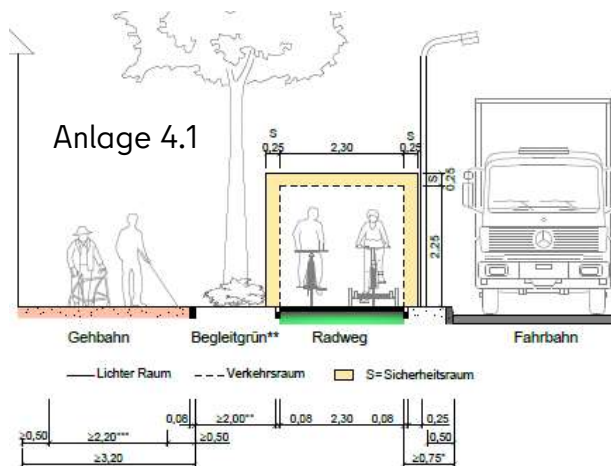 S
S
0,25
2,30
0,25
Anlage 4.1
S
0,25
2,25
Gehbahn
Begleitgrün**
Radweg
Fahrbahn
Lichter Raum
Verkehrsraum
S=Sicherheitsraum
0,08
≥2,00**
0,08
2,30
0,08
0,25
≥0,50
≥2,20***
≥0,50
0,50
≥3,20
≥0,75*